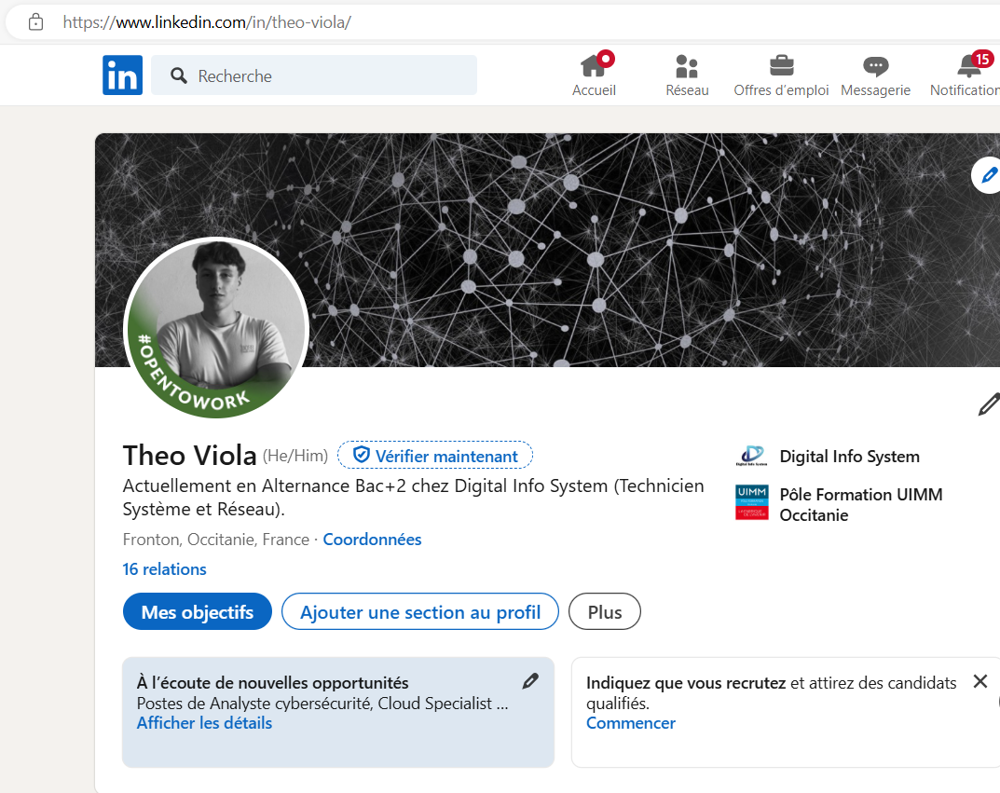 https://www.linkedin.com/in/theo-viola/
in
Recherche
Accueil
Réseau
Offres d'emploi
Messagerie
15
Notification
#OPENTOWORK
Theo Viola (He/Him) Vérifier maintenant
Actuellement en Alternance Bac+2 chez Digital Info System (Technicien
Système et Réseau).
Fronton, Occitanie, France · Coordonnées
16 relations
Digital Info System
UIMM
Pôle Formation UIMM
Occitanie
Mes objectifs
Ajouter une section au profil
Plus
À l'écoute de nouvelles opportunités
Postes de Analyste cybersécurité, Cloud Specialist ...
Afficher les détails
Indiquez que vous recrutez et attirez des candidats
qualifiés.
Commencer